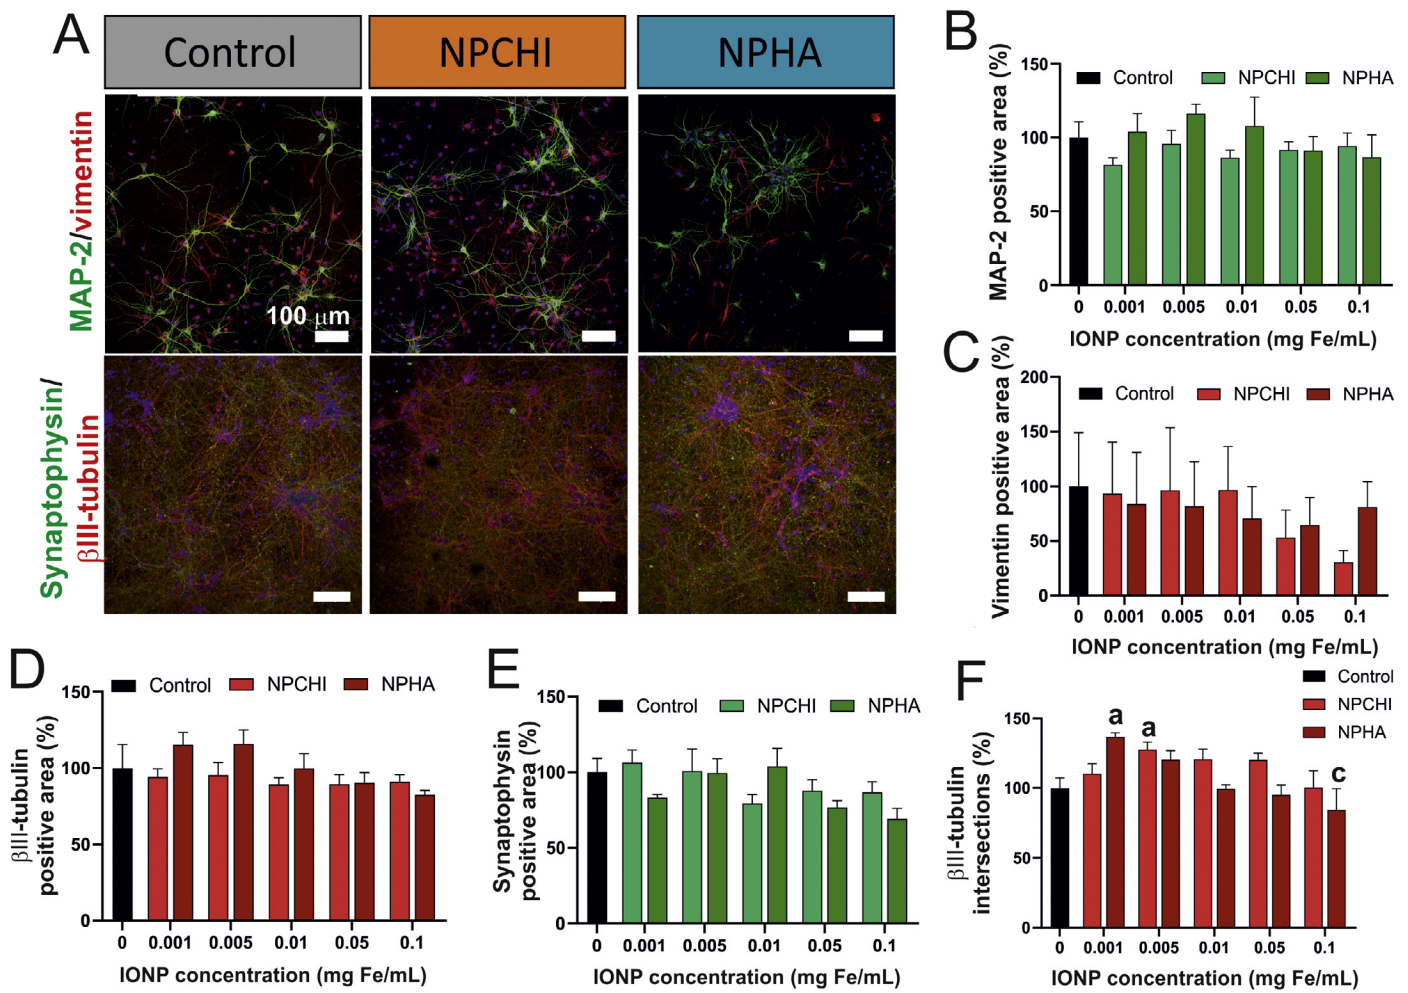 A
Control
NPCHI
NPHA
MAP-2/vimentin
100 µm
Synaptophysin/
βIII-tubulin
B
MAP-2 positive area (%)
Control NPCHI NPHA
150
100
50
0
0 0.001 0.005 0.01 0.05 0.1
IONP concentration (mg Fe/mL)
C
Vimentin positive area (%)
Control NPCHI NPHA
200
150
100
50
0
0 0.001 0.005 0.01 0.05 0.1
IONP concentration (mg Fe/mL)
D
βIII-tubulin
positive area (%)
Control NPCHI NPHA
150
100
50
0
0 0.001 0.005 0.01 0.05 0.1
IONP concentration (mg Fe/mL)
E
Synaptophysin
positive area (%)
Control NPCHI NPHA
150
100
50
0
0 0.001 0.005 0.01 0.05 0.1
IONP concentration (mg Fe/mL)
F
βIII-tubulin
intersections (%)
Control
NPCHI
NPHA
150
100
50
0
a
a
c
0 0.001 0.005 0.01 0.05 0.1
IONP concentration (mg Fe/mL)